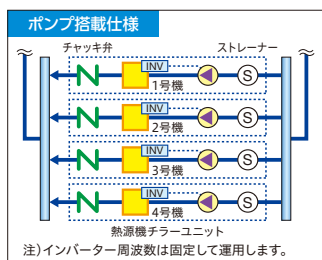 ポンプ搭載仕様
チャッキ弁 ストレーナー
INV
1号機
S
INV
2号機
S
INV
3号機
S
INV
4号機
S
熱源機チラーユニット
注)インバーター周波数は固定して運用します。